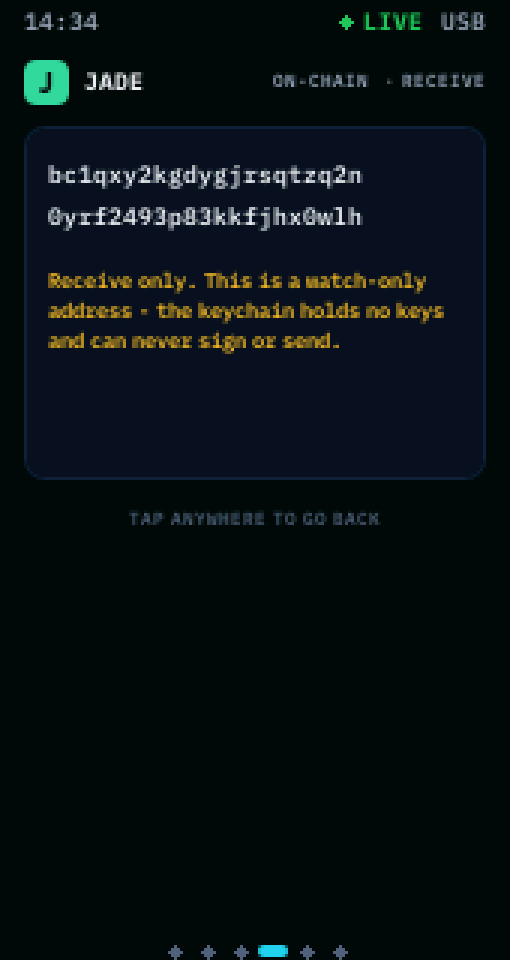 14:34 LIVE USB
J JADE ON-CHAIN · RECEIVE
bc1qxy2kgdygjrsqtzq2n
0yrf2493p83kkfjhx0wlh
Receive only. This is a watch-only
address - the keychain holds no keys
and can never sign or send.
TAP ANYWHERE TO GO BACK